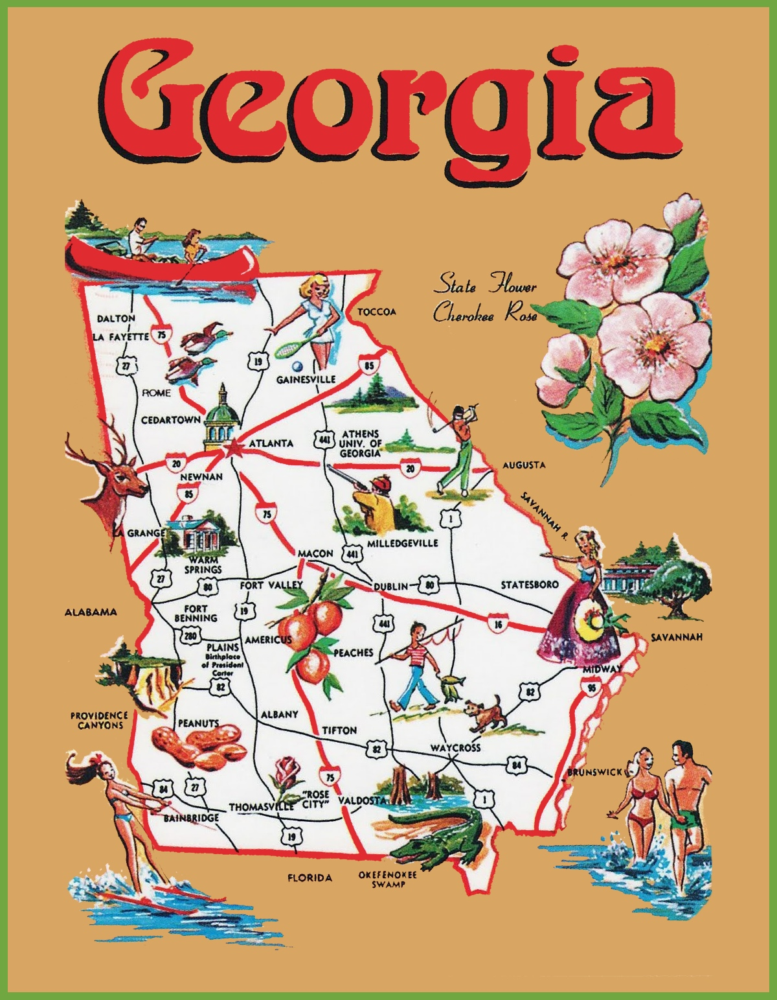 Georgia
State Flower
Cherokee Rose
TOCCOA
DALTON
LA FAYETTE
75
27
19
GAINESVILLE
85
ROME
CEDARTOWN
ATLANTA
441
ATHENS
UNIV. OF
GEORGIA
20
NEWNAN
20
AUGUSTA
85
75
1
SAVANNAH R.
LA GRANGE
MILLEDGEVILLE
WARM
SPRINGS
MACON
441
27
80
FORT VALLEY
DUBLIN
80
STATESBORO
ALABAMA
FORT
BENNING
19
441
16
280
AMERICUS
SAVANNAH
PLAINS
Birthplace
of President
Carter
PEACHES
MIDWAY
82
82
95
PROVIDENCE
CANYONS
PEANUTS
ALBANY
TIFTON
82
WAYCROSS
84
BRUNSWICK
75
84
27
"ROSE
CITY"
THOMASVILLE
VALDOSTA
1
BAINBRIDGE
19
FLORIDA
OKEFENOKEE
SWAMP